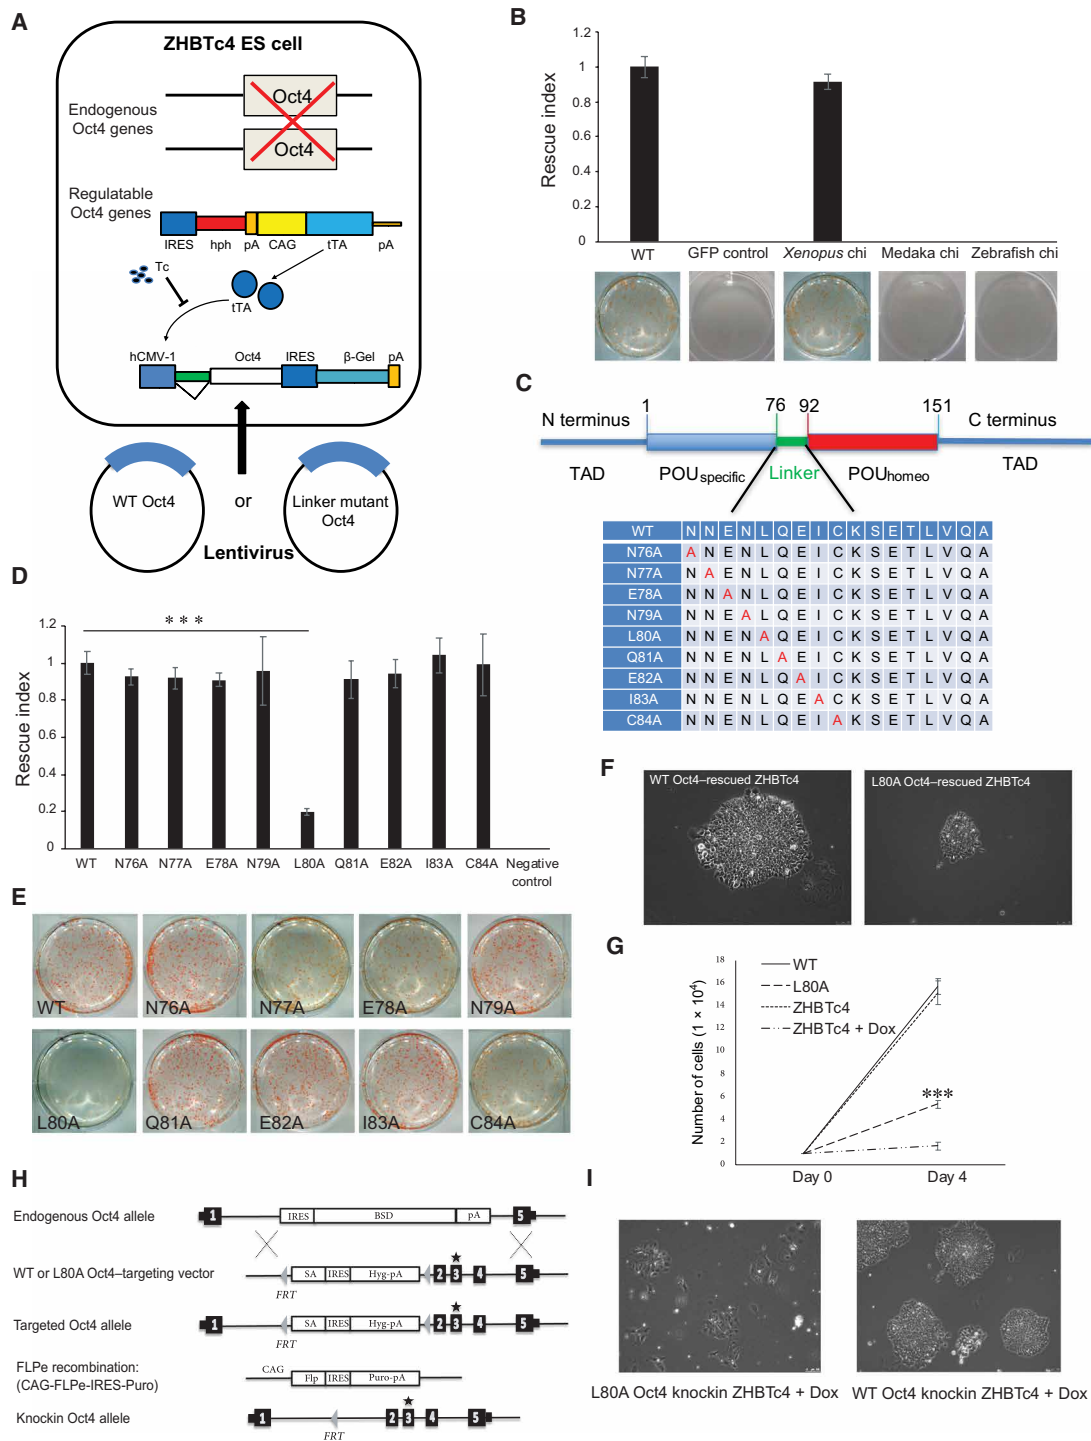 A
ZHBTc4 ES cell
Endogenous
Oct4 genes
Oct4
Oct4
Regulatable
Oct4 genes
IRES hph pA CAG tTA pA
Tc
tTA
hCMV-1 Oct4 IRES β-Gel pA
WT Oct4
or
Linker mutant
Oct4
Lentivirus
B
Rescue index
1.2
1
0.8
0.6
0.4
0.2
0
WT GFP control Xenopus chi Medaka chi Zebrafish chi
C
N terminus 1 76 92 151 C terminus
TAD POUspecific Linker POUhomeo TAD
WT N N E N L Q E I C K S E T L V Q A
N76A A N E N L Q E I C K S E T L V Q A
N77A N A E N L Q E I C K S E T L V Q A
E78A N N A N L Q E I C K S E T L V Q A
N79A N N E A L Q E I C K S E T L V Q A
L80A N N E N A Q E I C K S E T L V Q A
Q81A N N E N L A E I C K S E T L V Q A
E82A N N E N L Q A I C K S E T L V Q A
I83A N N E N L Q E A C K S E T L V Q A
C84A N N E N L Q E I A K S E T L V Q A
D
Rescue index
1.2
1
0.8
0.6
0.4
0.2
0
***
WT N76A N77A E78A N79A L80A Q81A E82A I83A C84A Negative
control
E
WT N76A N77A E78A N79A
L80A Q81A E82A I83A C84A
F
WT Oct4–rescued ZHBTc4
L80A Oct4–rescued ZHBTc4
G
Number of cells (1 × 10⁴)
18
16
14
12
10
8
6
4
2
0
WT
L80A
ZHBTc4
ZHBTc4 + Dox
***
Day 0 Day 4
H
Endogenous Oct4 allele 1 IRES BSD pA 5
WT or L80A Oct4–targeting vector SA IRES Hyg-pA 2 3 4 5
FRT
Targeted Oct4 allele 1 SA IRES Hyg-pA 2 3 4 5
FRT
FLPe recombination:
(CAG-FLPe-IRES-Puro)
CAG
Flp IRES Puro-pA
Knockin Oct4 allele 1 2 3 4 5
FRT
I
L80A Oct4 knockin ZHBTc4 + Dox
WT Oct4 knockin ZHBTc4 + Dox